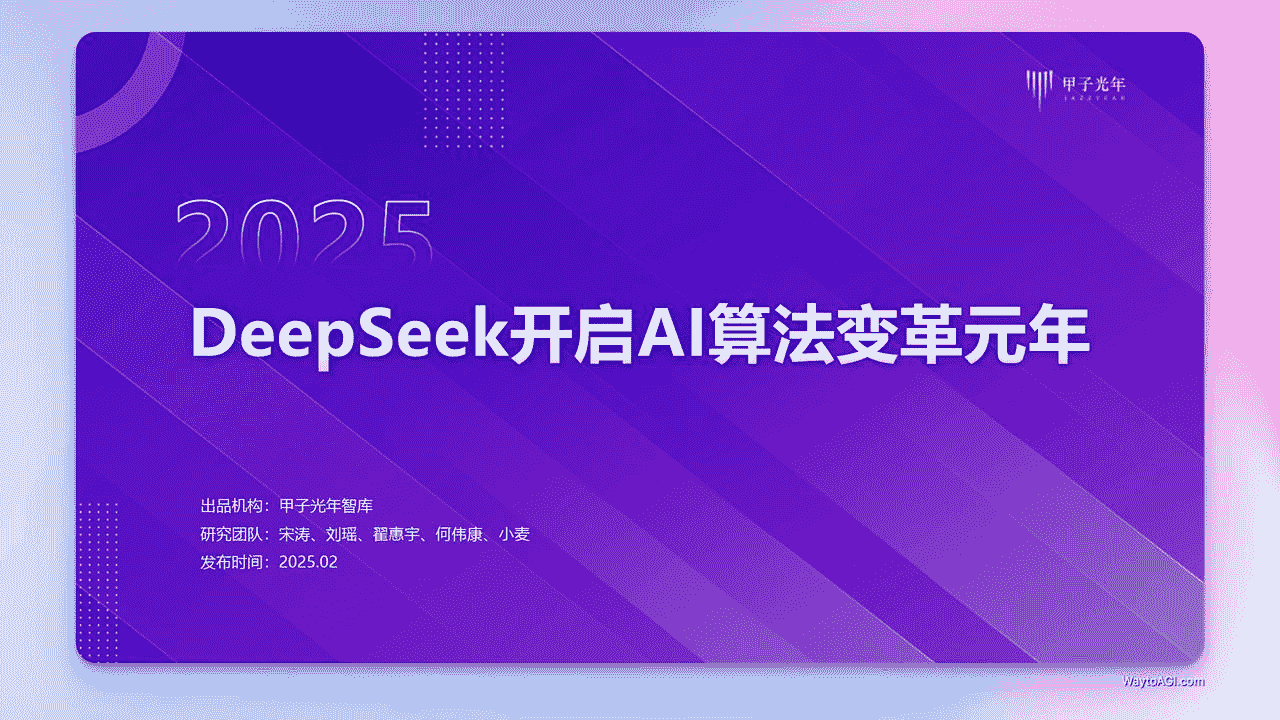 甲子光年
JAZZYEAR
2025
DeepSeek开启AI算法变革元年
出品机构：甲子光年智库
研究团队：宋涛、刘瑶、翟惠宇、何伟康、小麦
发布时间：2025.02
WaytoAGI.com